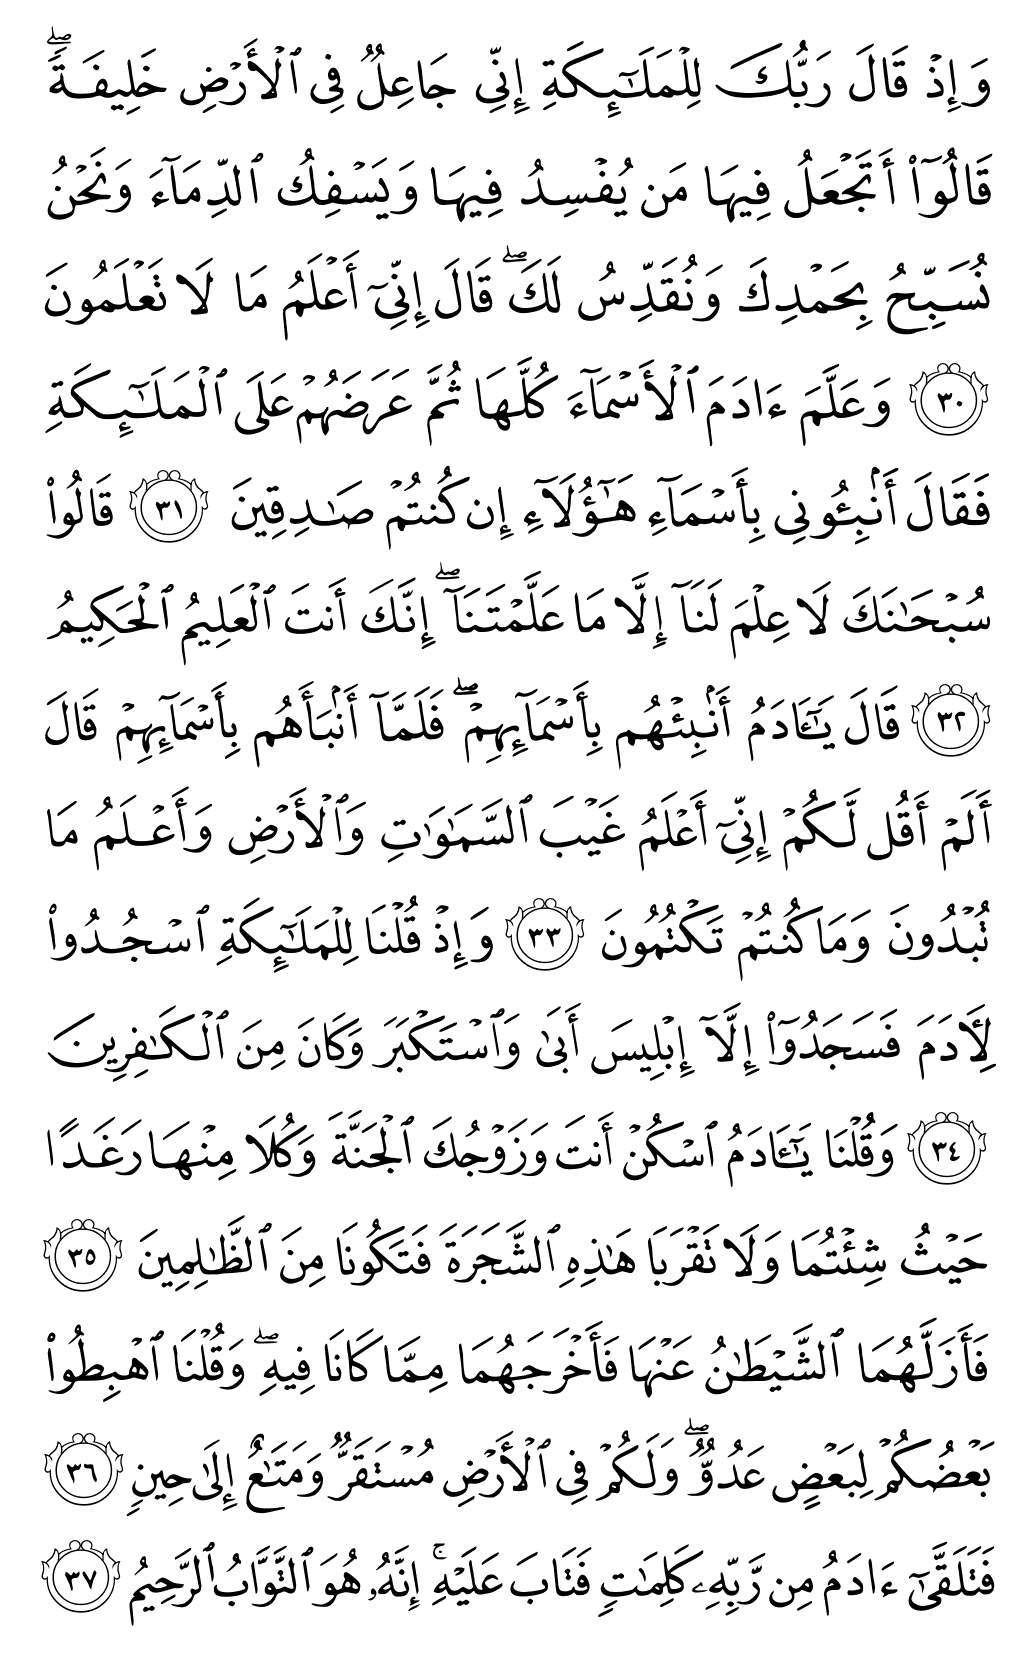 وَإِذۡ قَالَ رَبُّكَ لِلۡمَلَٰٓئِكَةِ إِنِّي جَاعِلٞ فِي ٱلۡأَرۡضِ خَلِيفَةٗۖ
قَالُوٓاْ أَتَجۡعَلُ فِيهَا مَن يُفۡسِدُ فِيهَا وَيَسۡفِكُ ٱلدِّمَآءَ وَنَحۡنُ
نُسَبِّحُ بِحَمۡدِكَ وَنُقَدِّسُ لَكَۖ قَالَ إِنِّيٓ أَعۡلَمُ مَا لَا تَعۡلَمُونَ
٣٠ وَعَلَّمَ ءَادَمَ ٱلۡأَسۡمَآءَ كُلَّهَا ثُمَّ عَرَضَهُمۡ عَلَى ٱلۡمَلَٰٓئِكَةِ
فَقَالَ أَنۢبِـُٔونِي بِأَسۡمَآءِ هَٰٓؤُلَآءِ إِن كُنتُمۡ صَٰدِقِينَ ٣١ قَالُواْ
سُبۡحَٰنَكَ لَا عِلۡمَ لَنَآ إِلَّا مَا عَلَّمۡتَنَآۖ إِنَّكَ أَنتَ ٱلۡعَلِيمُ ٱلۡحَكِيمُ
٣٢ قَالَ يَٰٓـَٔادَمُ أَنۢبِئۡهُم بِأَسۡمَآئِهِمۡۖ فَلَمَّآ أَنۢبَأَهُم بِأَسۡمَآئِهِمۡ قَالَ
أَلَمۡ أَقُل لَّكُمۡ إِنِّيٓ أَعۡلَمُ غَيۡبَ ٱلسَّمَٰوَٰتِ وَٱلۡأَرۡضِ وَأَعۡلَمُ مَا
تُبۡدُونَ وَمَا كُنتُمۡ تَكۡتُمُونَ ٣٣ وَإِذۡ قُلۡنَا لِلۡمَلَٰٓئِكَةِ ٱسۡجُدُواْ
لِأٓدَمَ فَسَجَدُوٓاْ إِلَّآ إِبۡلِيسَ أَبَىٰ وَٱسۡتَكۡبَرَ وَكَانَ مِنَ ٱلۡكَٰفِرِينَ
٣٤ وَقُلۡنَا يَٰٓـَٔادَمُ ٱسۡكُنۡ أَنتَ وَزَوۡجُكَ ٱلۡجَنَّةَ وَكُلَا مِنۡهَا رَغَدًا
حَيۡثُ شِئۡتُمَا وَلَا تَقۡرَبَا هَٰذِهِ ٱلشَّجَرَةَ فَتَكُونَا مِنَ ٱلظَّٰلِمِينَ ٣٥
فَأَزَلَّهُمَا ٱلشَّيۡطَٰنُ عَنۡهَا فَأَخۡرَجَهُمَا مِمَّا كَانَا فِيهِۖ وَقُلۡنَا ٱهۡبِطُواْ
بَعۡضُكُمۡ لِبَعۡضٍ عَدُوّٞۖ وَلَكُمۡ فِي ٱلۡأَرۡضِ مُسۡتَقَرّٞ وَمَتَٰعٌ إِلَىٰ حِينٖ ٣٦
فَتَلَقَّىٰٓ ءَادَمُ مِن رَّبِّهِۦ كَلِمَٰتٖ فَتَابَ عَلَيۡهِۚ إِنَّهُۥ هُوَ ٱلتَّوَّابُ ٱلرَّحِيمُ ٣٧